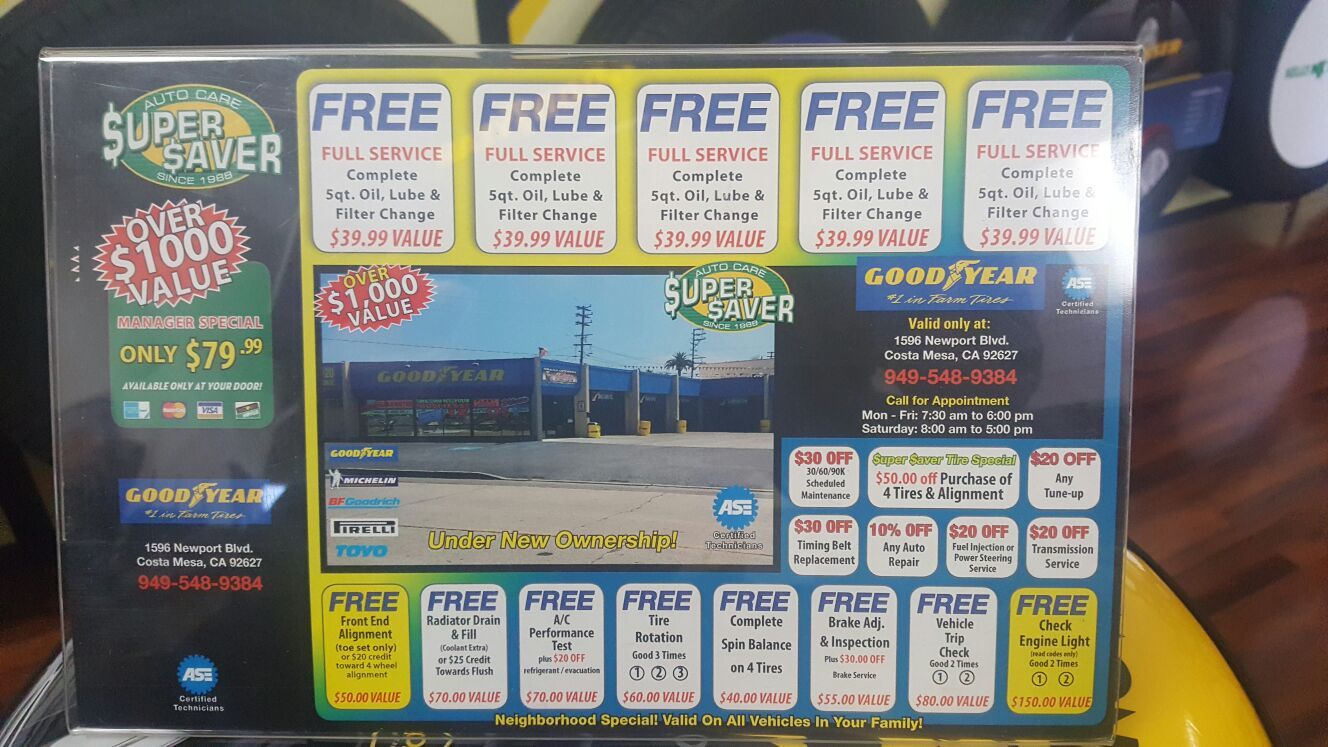 AUTO CARE
$UPER
$AVER
SINCE 1988
OVER
$1000
VALUE
MANAGER SPECIAL
ONLY $79.99
AVAILABLE ONLY AT YOUR DOOR!
MasterCard
VISA
GOODYEAR
#1 in Farm Tires
1596 Newport Blvd.
Costa Mesa, CA 92627
949-548-9384
ASE
Certified
Technicians
FREE
FULL SERVICE
Complete
5qt. Oil, Lube &
Filter Change
$39.99 VALUE
FREE
FULL SERVICE
Complete
5qt. Oil, Lube &
Filter Change
$39.99 VALUE
FREE
FULL SERVICE
Complete
5qt. Oil, Lube &
Filter Change
$39.99 VALUE
FREE
FULL SERVICE
Complete
5qt. Oil, Lube &
Filter Change
$39.99 VALUE
FREE
FULL SERVICE
Complete
5qt. Oil, Lube &
Filter Change
$39.99 VALUE
OVER
$1,000
VALUE
AUTO CARE
$UPER
$AVER
SINCE 1988
GOODYEAR
GOODYEAR
MICHELIN
BFGoodrich
PIRELLI
TOYO
Under New Ownership!
ASE
Certified
Technicians
GOODYEAR
#1 in Farm Tires
ASE
Certified
Technicians
Valid only at:
1596 Newport Blvd.
Costa Mesa, CA 92627
949-548-9384
Call for Appointment
Mon - Fri: 7:30 am to 6:00 pm
Saturday: 8:00 am to 5:00 pm
$30 OFF
30/60/90K
Scheduled
Maintenance
$uper $aver Tire Special
$50.00 off Purchase of
4 Tires & Alignment
$20 OFF
Any
Tune-up
$30 OFF
Timing Belt
Replacement
10% OFF
Any Auto
Repair
$20 OFF
Fuel Injection or
Power Steering
Service
$20 OFF
Transmission
Service
FREE
Front End
Alignment
(toe set only)
or $20 credit
toward 4 wheel
alignment
$50.00 VALUE
FREE
Radiator Drain
& Fill
(Coolant Extra)
or $25 Credit
Towards Flush
$70.00 VALUE
FREE
A/C
Performance
Test
plus $20 OFF
refrigerant / evacuation
$70.00 VALUE
FREE
Tire
Rotation
Good 3 Times
1 2 3
$60.00 VALUE
FREE
Complete
Spin Balance
on 4 Tires
$40.00 VALUE
FREE
Brake Adj.
& Inspection
Plus $30.00 OFF
Brake Service
$55.00 VALUE
FREE
Vehicle
Trip
Check
Good 2 Times
1 2
$80.00 VALUE
FREE
Check
Engine Light
(read codes only)
Good 2 Times
1 2
$150.00 VALUE
Neighborhood Special! Valid On All Vehicles In Your Family!